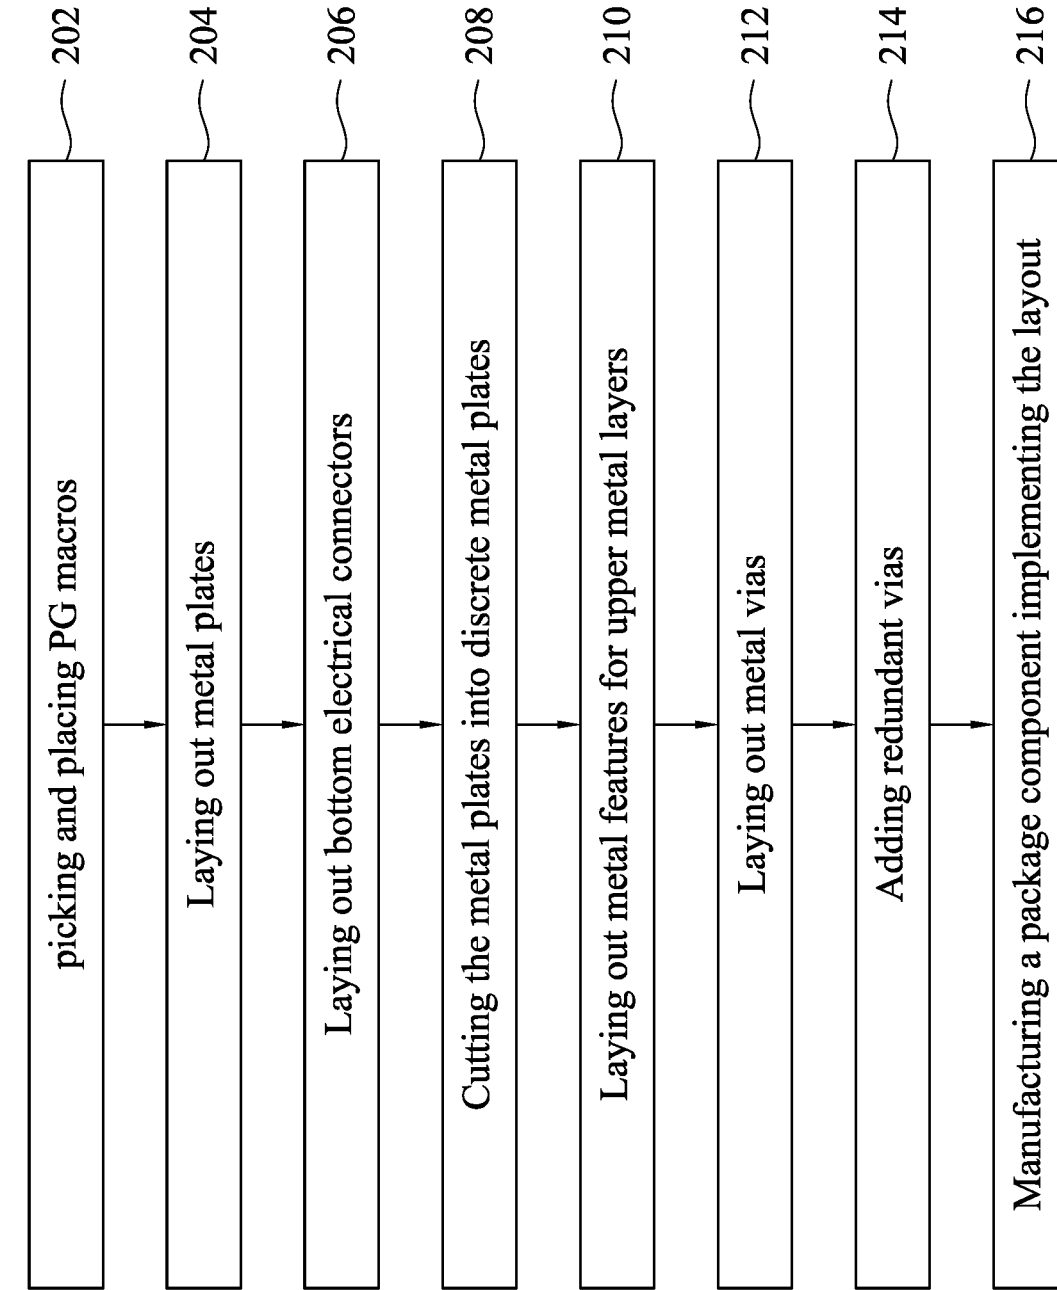 picking and placing PG macros
202
Laying out metal plates
204
Laying out bottom electrical connectors
206
Cutting the metal plates into discrete metal plates
208
Laying out metal features for upper metal layers
210
Laying out metal vias
212
Adding redundant vias
214
Manufacturing a package component implementing the layout
216